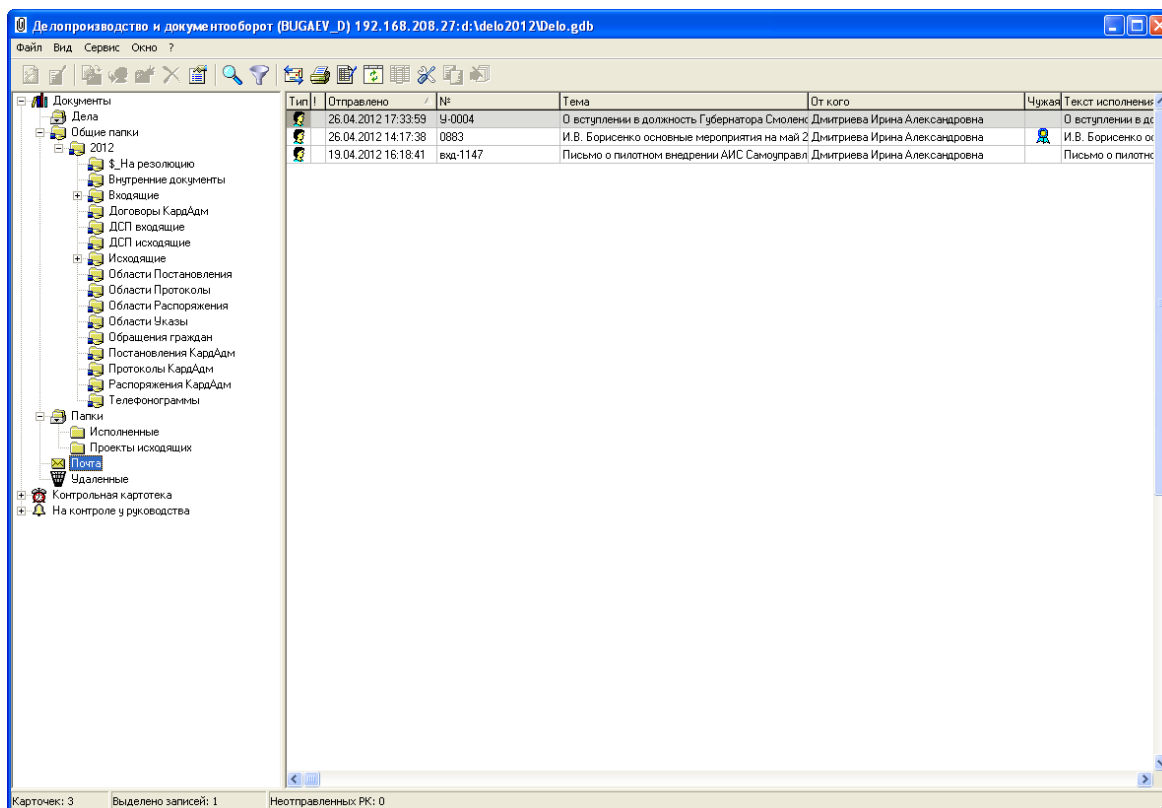 Делопроизводство и документооборот (BUGAEV_D) 192.168.208.27:d:\delo2012\Delo.gdb
Файл Вид Сервис Окно ?
Документы
Дела
Общие папки
2012
$_На резолюцию
Внутренние документы
Входящие
Договоры КардАдм
ДСП входящие
ДСП исходящие
Исходящие
Области Постановления
Области Протоколы
Области Распоряжения
Области Указы
Обращения граждан
Постановления КардАдм
Протоколы КардАдм
Распоряжения КардАдм
Телефонограммы
Папки
Исполненные
Проекты исходящих
Почта
Удаленные
Контрольная картотека
На контроле у руководства
Тип ! Отправлено / № Тема От кого Чужая Текст исполнения
26.04.2012 17:33:59 У-0004 О вступлении в должность Губернатора Смоленс Дмитриева Ирина Александровна О вступлении в до
26.04.2012 14:17:38 0883 И.В. Борисенко основные мероприятия на май 2 Дмитриева Ирина Александровна И.В. Борисенко ос
19.04.2012 16:18:41 вхд-1147 Письмо о пилотном внедрении АИС Самоуправл Дмитриева Ирина Александровна Письмо о пилотно
Карточек: 3 Выделено записей: 1 Неотправленных РК: 0